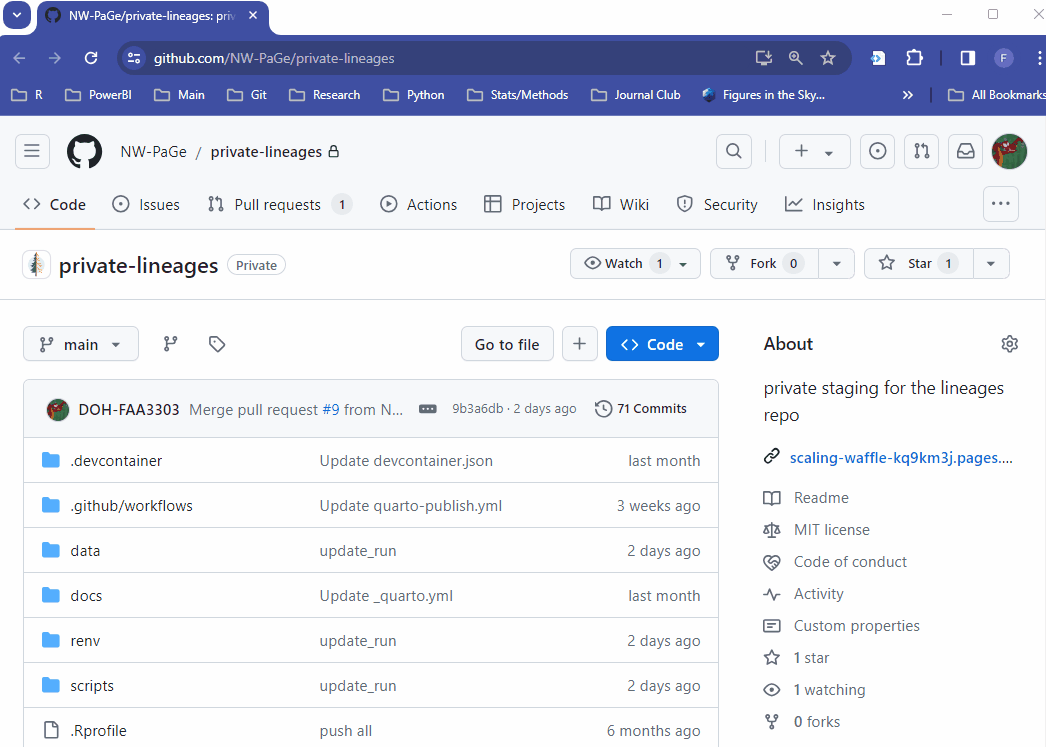 NW-PaGe/private-lineages: priv
github.com/NW-PaGe/private-lineages
F
R PowerBI Main Git Research Python Stats/Methods Journal Club Figures in the Sky... » All Bookmarks
NW-PaGe / private-lineages
Code Issues Pull requests 1 Actions Projects Wiki Security Insights
private-lineages Private Watch 1 Fork 0 Star 1
main Go to file Code
About
private staging for the lineages
repo
scaling-waffle-kq9km3j.pages....
Readme
MIT license
Code of conduct
Activity
Custom properties
1 star
1 watching
0 forks
DOH-FAA3303 Merge pull request #9 from N... 9b3a6db · 2 days ago 71 Commits
.devcontainer Update devcontainer.json last month
.github/workflows Update quarto-publish.yml 3 weeks ago
data update_run 2 days ago
docs Update _quarto.yml last month
renv update_run 2 days ago
scripts update_run 2 days ago
.Rprofile push all 6 months ago